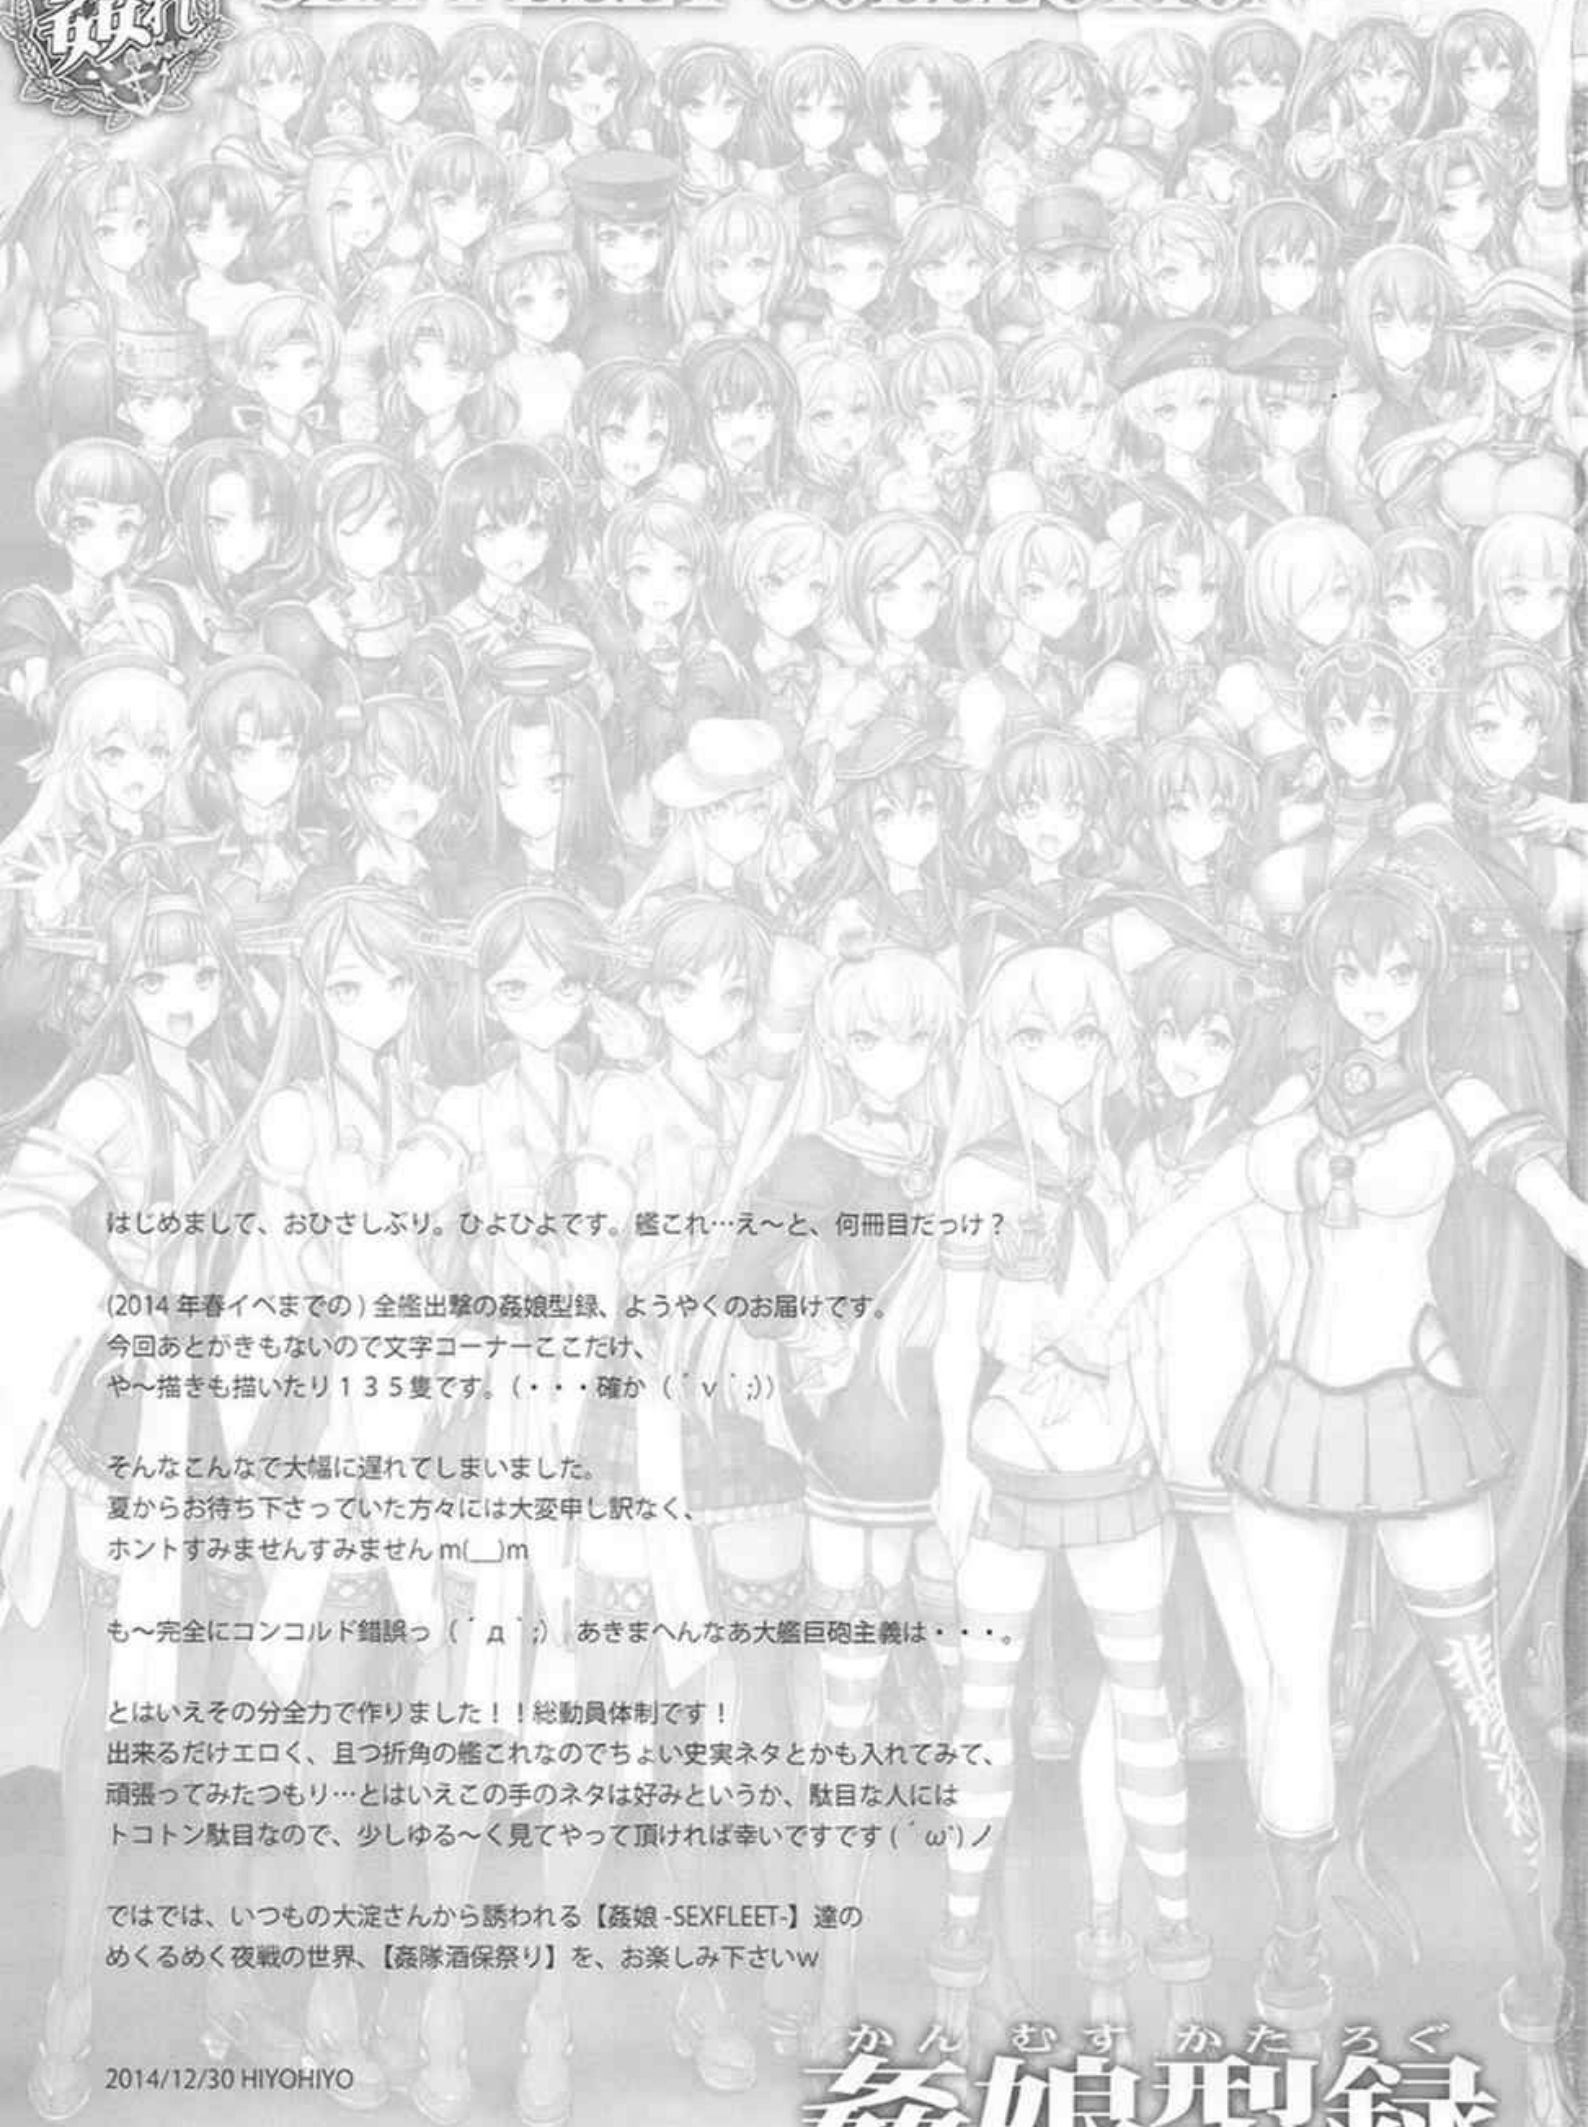 姦これ
SEXFLEET COLLECTION
はじめまして、おひさしぶり。ひよひよです。艦これ…え〜と、何冊目だっけ？
(2014 年春イベまでの ) 全艦出撃の姦娘型録、ようやくのお届けです。
今回あとがきもないので文字コーナーここだけ、
や〜描きも描いたり１３５隻です。(・・・確か（´ｖ｀;））
そんなこんなで大幅に遅れてしまいました。
夏からお待ち下さっていた方々には大変申し訳なく、
ホントすみませんすみません m(__)m
も〜完全にコンコルド錯誤っ（´д｀;） あきまへんなあ大艦巨砲主義は・・・。
とはいえその分全力で作りました！！総動員体制です！
出来るだけエロく、且つ折角の艦これなのでちょい史実ネタとかも入れてみて、
頑張ってみたつもり…とはいえこの手のネタは好みというか、駄目な人には
トコトン駄目なので、少しゆる〜く見てやって頂ければ幸いですです (´ω`) ノ
ではでは、いつもの大淀さんから誘われる【姦娘 -SEXFLEET-】達の
めくるめく夜戦の世界、【姦隊酒保祭り】を、お楽しみ下さいｗ
2014/12/30 HIYOHIYO
かんむすかたろぐ
姦娘型録